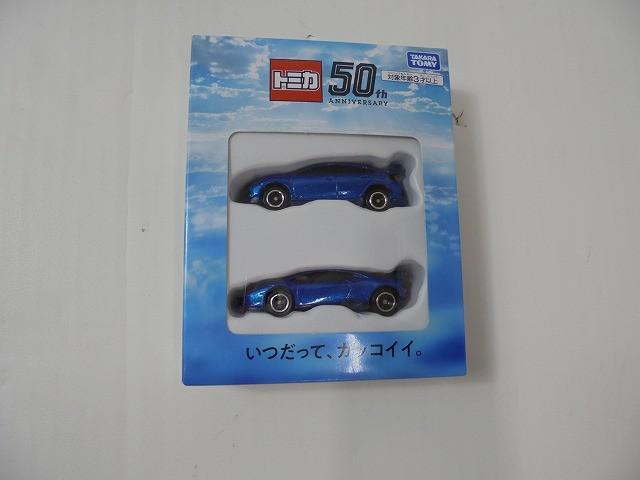 トミカ
50th
ANNIVERSARY
TAKARA
TOMY
対象年齢3才以上
いつだって、カッコイイ。